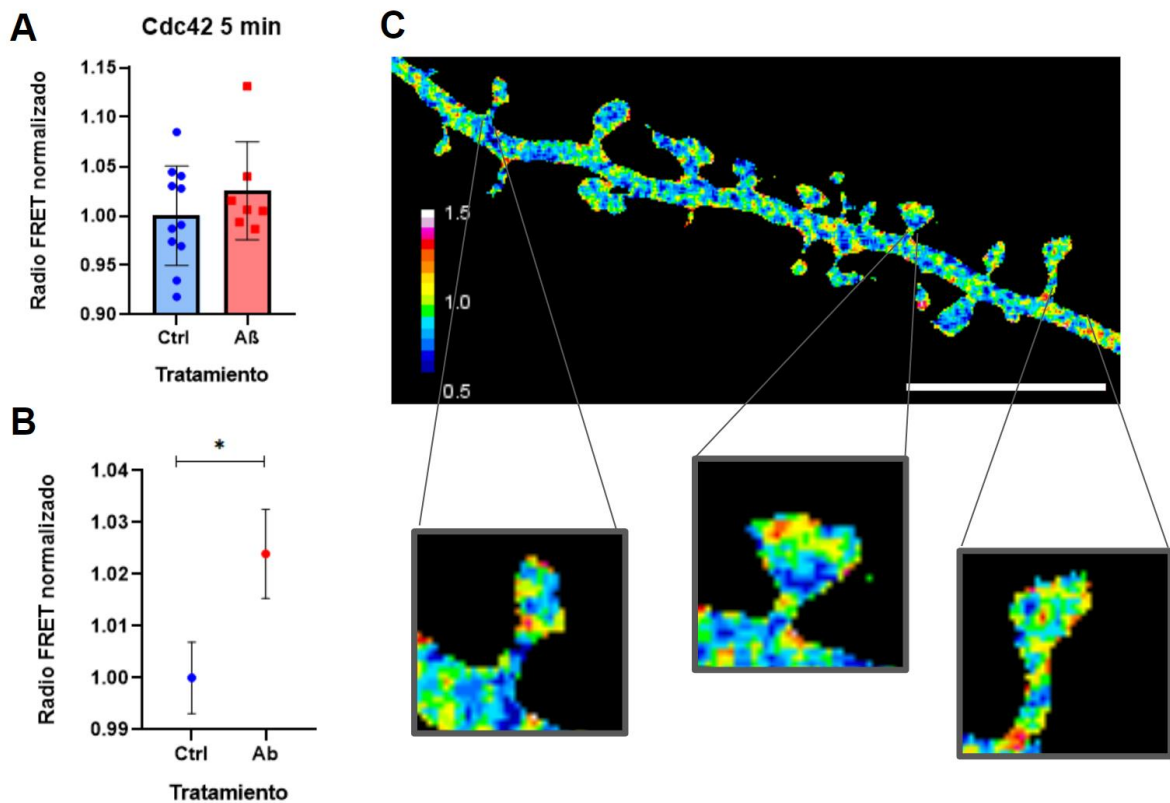 A
Cdc42 5 min
Radio FRET normalizado
1.15
1.10
1.05
1.00
0.95
0.90
Ctrl
Aß
Tratamiento
B
*
Radio FRET normalizado
1.04
1.03
1.02
1.01
1.00
0.99
Ctrl
Ab
Tratamiento
C
1.5
1.0
0.5